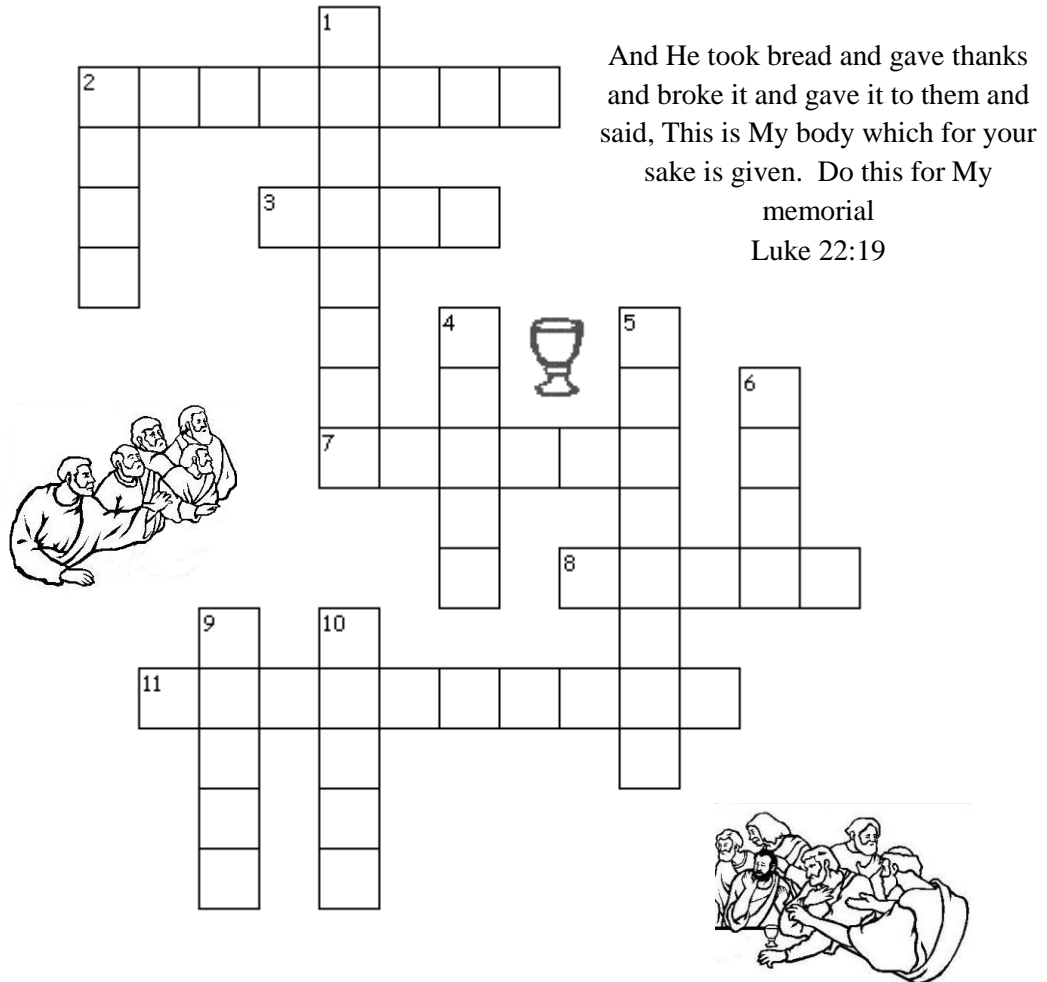 1
And He took bread and gave thanks
2
and broke it and gave it to them and
said, This is My body which for your
sake is given.  Do this for My
3
memorial
Luke 22:19
4
5
6
7
8
9
10
11